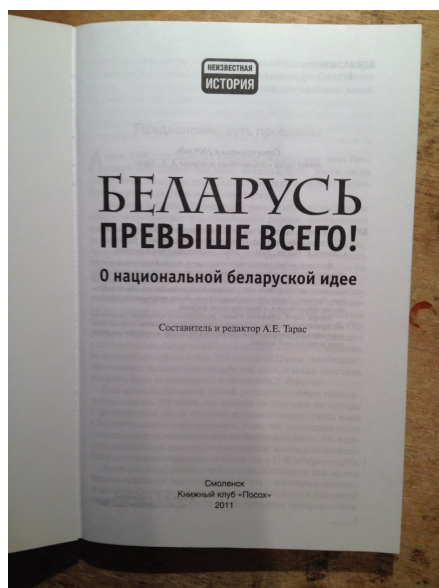 НЕИЗВЕСТНАЯ
ИСТОРИЯ
БЕЛАРУСЬ
ПРЕВЫШЕ ВСЕГО!
О национальной беларуской идее
Составитель и редактор А.Е. Тарас
Смоленск
Книжный клуб «Посох»
2011